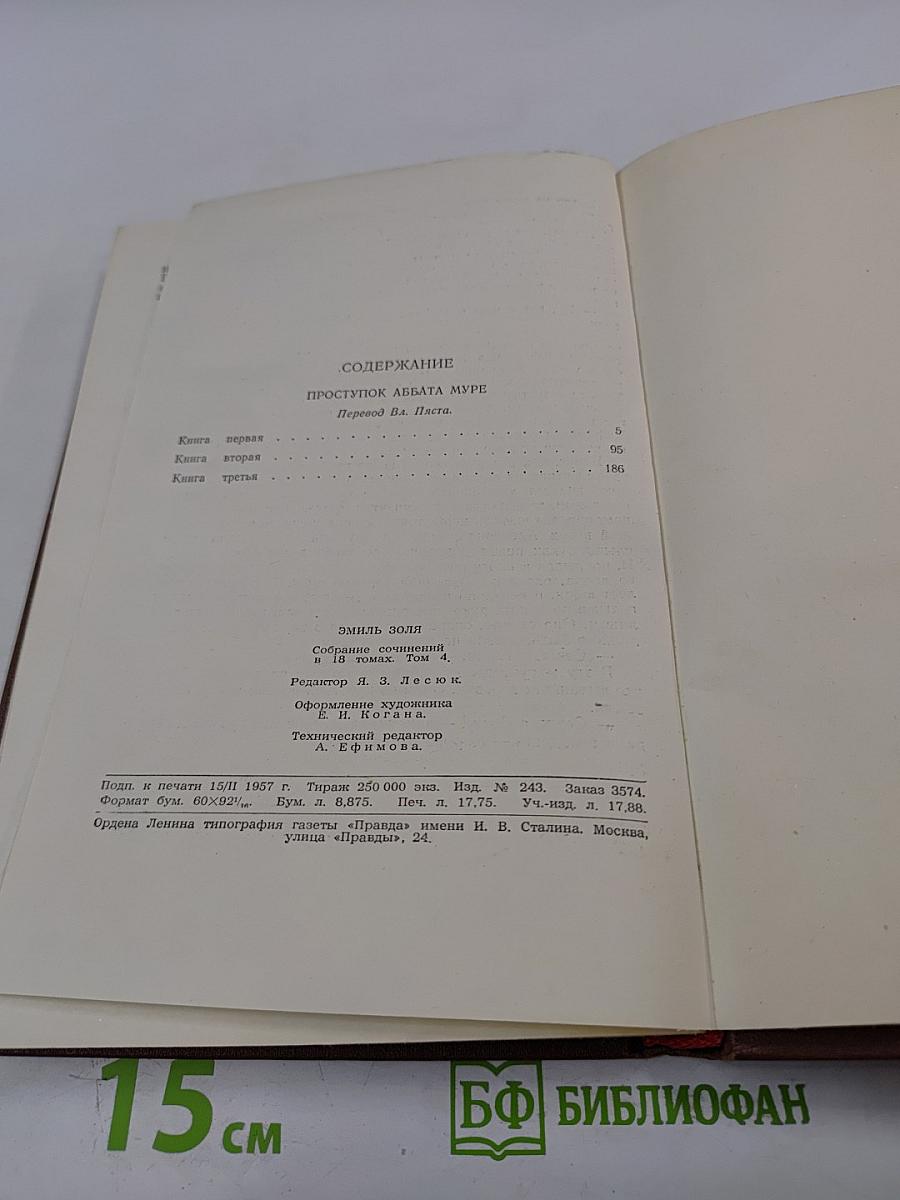 СОДЕРЖАНИЕ
ПРОСТУПОК АББАТА МУРЕ
Перевод Вл. Пяста.
Книга первая . . . . . . . . . . . . . . . . . . . . . . 5
Книга вторая . . . . . . . . . . . . . . . . . . . . . . 95
Книга третья . . . . . . . . . . . . . . . . . . . . . . 186
ЭМИЛЬ ЗОЛЯ
Собрание сочинений
в 18 томах. Том 4.
Редактор Я. З. Лесюк.
Оформление художника
Е. И. Когана.
Технический редактор
А. Ефимова.
Подп. к печати 15/II 1957 г. Тираж 250 000 экз. Изд. № 243. Заказ 3574.
Формат бум. 60×92¹/₁₆. Бум. л. 8,875. Печ. л. 17,75. Уч.-изд. л. 17,88.
Ордена Ленина типография газеты «Правда» имени И. В. Сталина. Москва,
улица «Правды», 24.
15 см
БФ БИБЛИОФАН